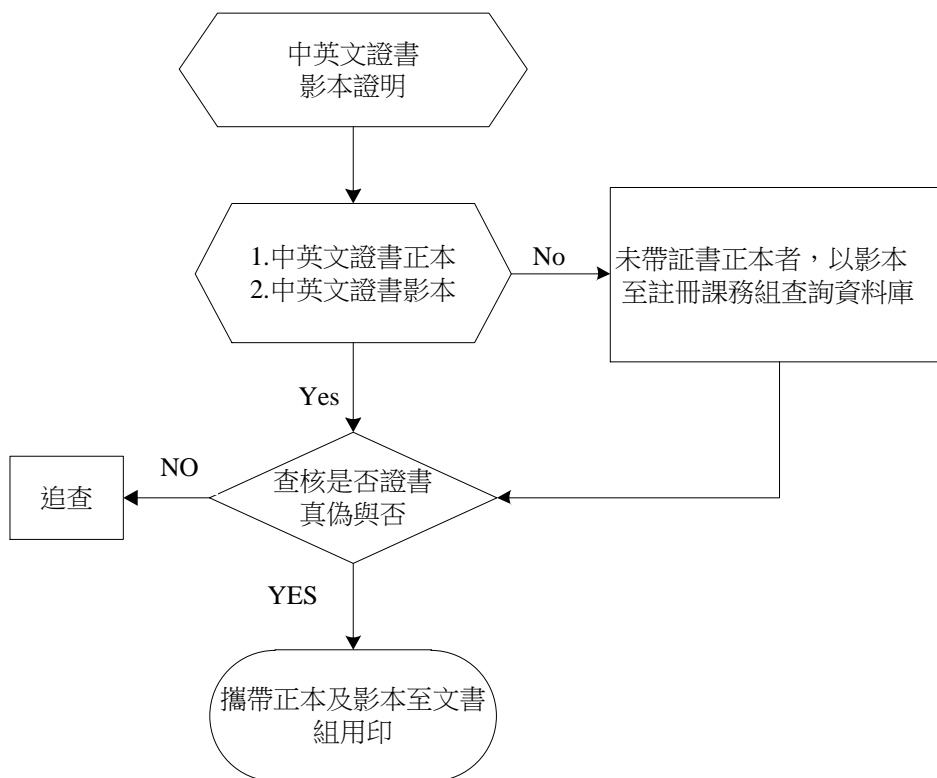 中英文證書
影本證明
1.中英文證書正本
2.中英文證書影本
No
未帶証書正本者，以影本
至註冊課務組查詢資料庫
Yes
查核是否證書
真偽與否
NO
追查
YES
攜帶正本及影本至文書
組用印